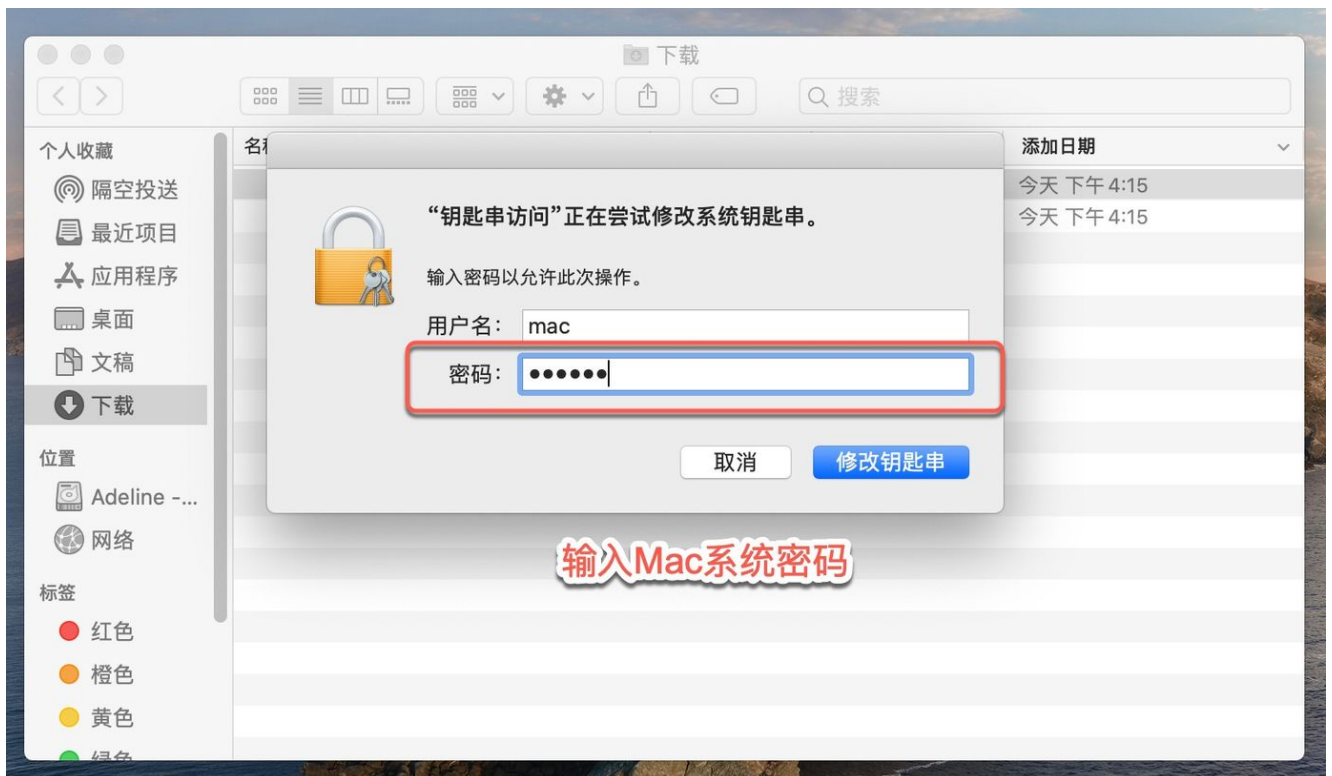 下载
搜索
个人收藏
隔空投送
最近项目
应用程序
桌面
文稿
下载
位置
Adeline -...
网络
标签
红色
橙色
黄色
绿色
名称
添加日期
今天 下午 4:15
今天 下午 4:15
“钥匙串访问”正在尝试修改系统钥匙串。
输入密码以允许此次操作。
用户名： mac
密码： ••••••
取消 修改钥匙串
输入Mac系统密码